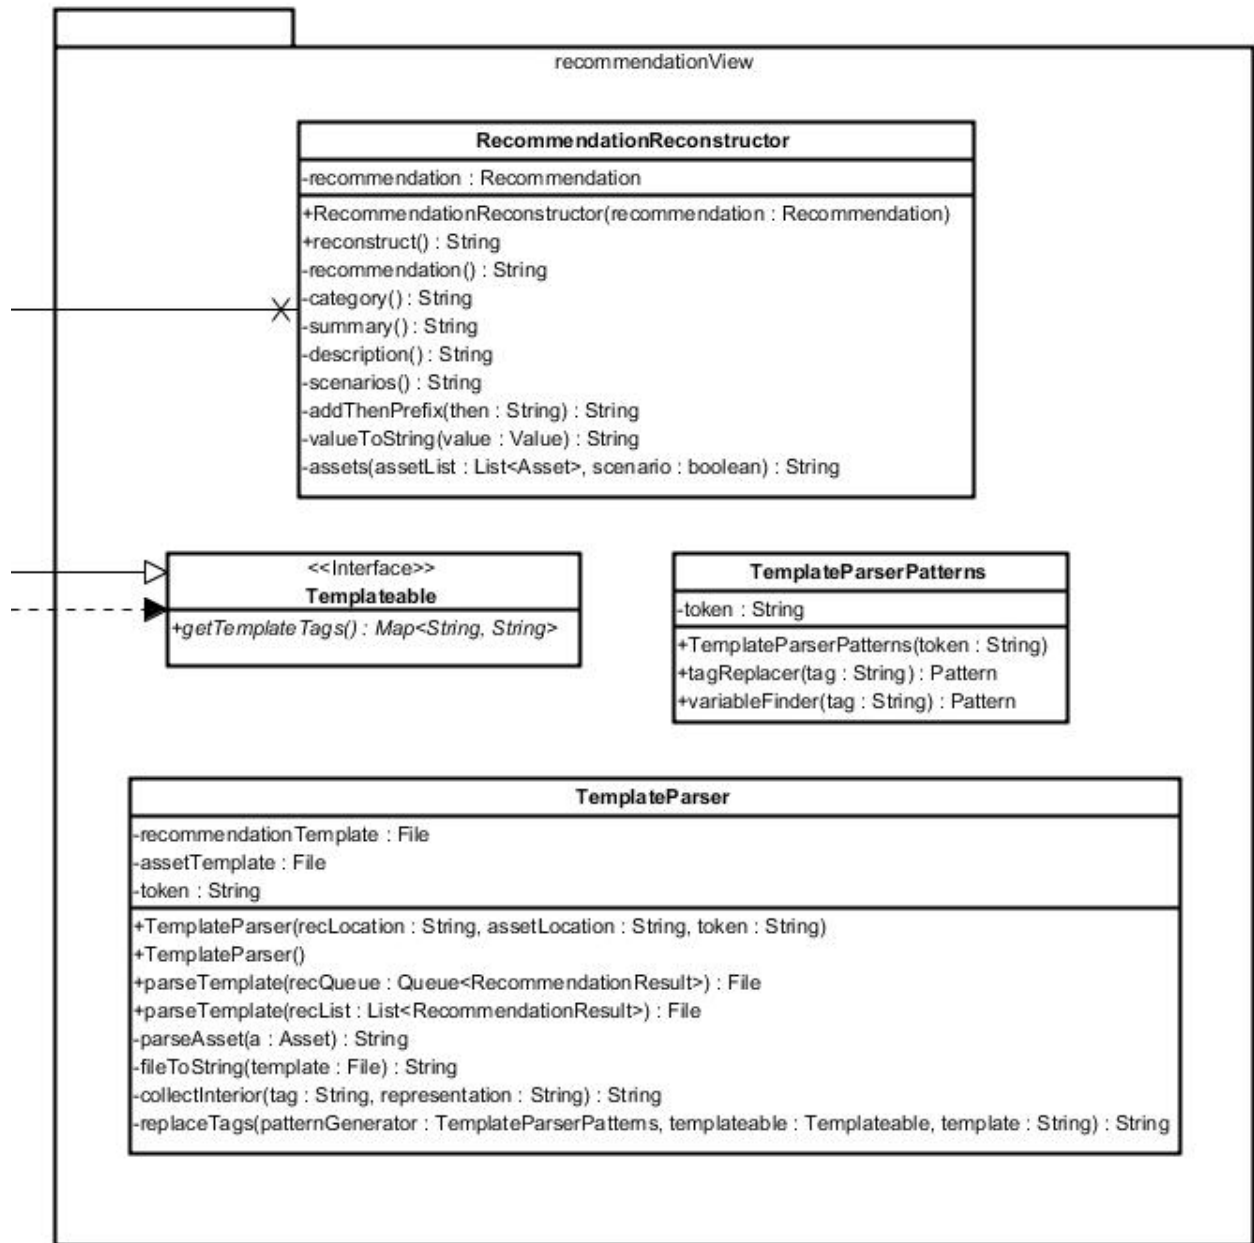 recommendationView
RecommendationReconstructor
-recommendation : Recommendation
+RecommendationReconstructor(recommendation : Recommendation)
+reconstruct() : String
-recommendation() : String
-category() : String
-summary() : String
-description() : String
-scenarios() : String
-addThenPrefix(then : String) : String
-valueToString(value : Value) : String
-assets(assetList : List<Asset>, scenario : boolean) : String
<<Interface>>
Templateable
+getTemplateTags() : Map<String, String>
TemplateParserPatterns
-token : String
+TemplateParserPatterns(token : String)
+tagReplacer(tag : String) : Pattern
+variableFinder(tag : String) : Pattern
TemplateParser
-recommendationTemplate : File
-assetTemplate : File
-token : String
+TemplateParser(recLocation : String, assetLocation : String, token : String)
+TemplateParser()
+parseTemplate(recQueue : Queue<RecommendationResult>) : File
+parseTemplate(recList : List<RecommendationResult>) : File
-parseAsset(a : Asset) : String
-fileToString(template : File) : String
-collectInterior(tag : String, representation : String) : String
-replaceTags(patternGenerator : TemplateParserPatterns, templateable : Templateable, template : String) : String